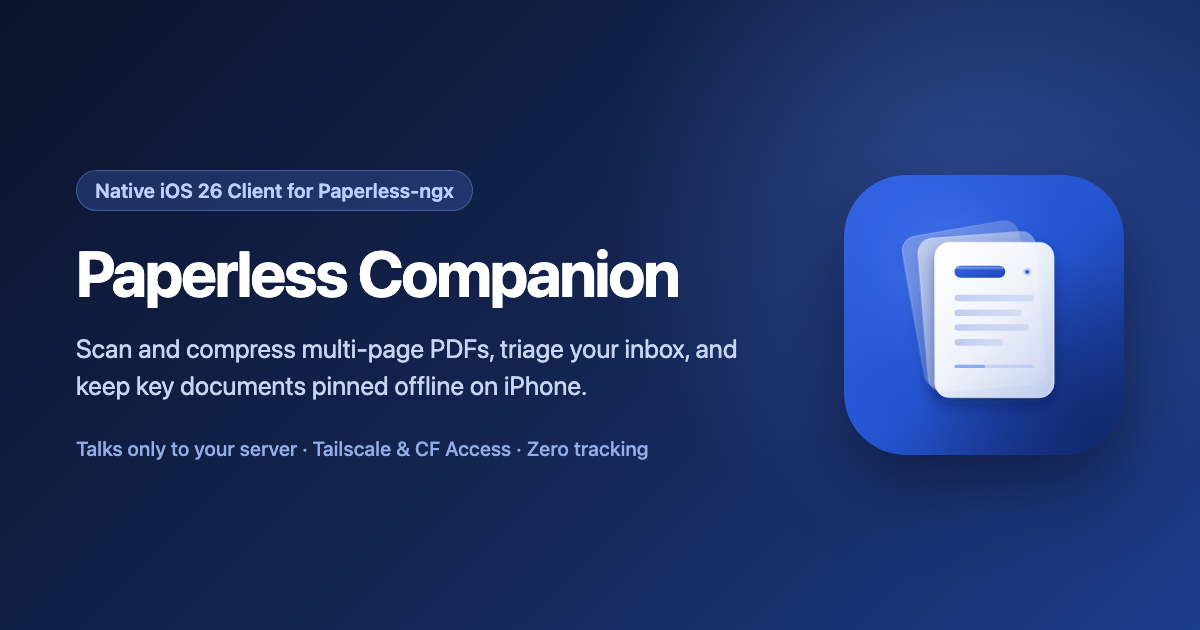 Native iOS 26 Client for Paperless-ngx
Paperless Companion
Scan and compress multi-page PDFs, triage your inbox, and
keep key documents pinned offline on iPhone.
Talks only to your server · Tailscale & CF Access · Zero tracking